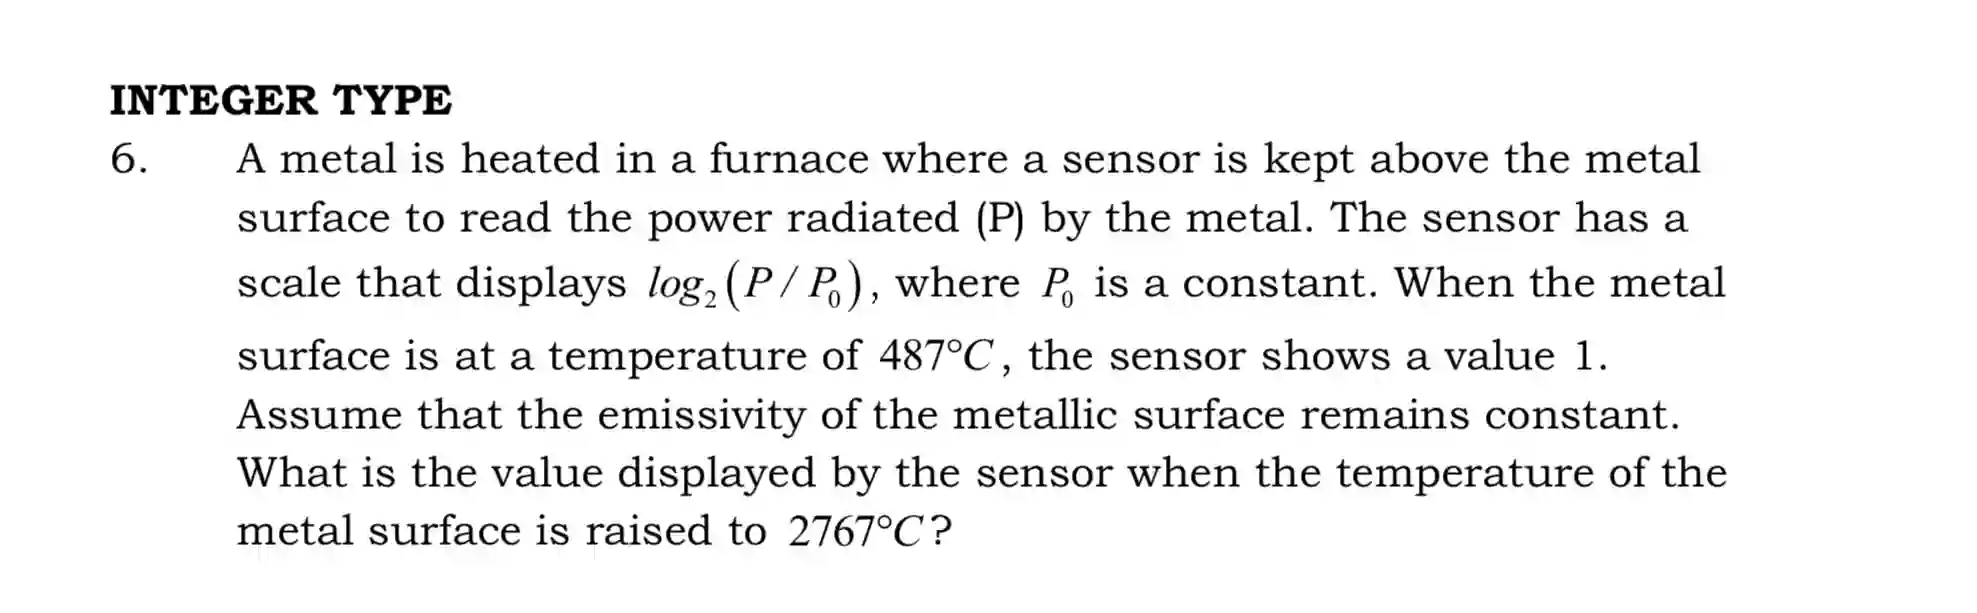 INTEGER TYPE
6. A metal is heated in a furnace where a sensor is kept above the metal
surface to read the power radiated (P) by the metal. The sensor has a
scale that displays log₂(P / P₀), where P₀ is a constant. When the metal
surface is at a temperature of 487°C, the sensor shows a value 1.
Assume that the emissivity of the metallic surface remains constant.
What is the value displayed by the sensor when the temperature of the
metal surface is raised to 2767°C?